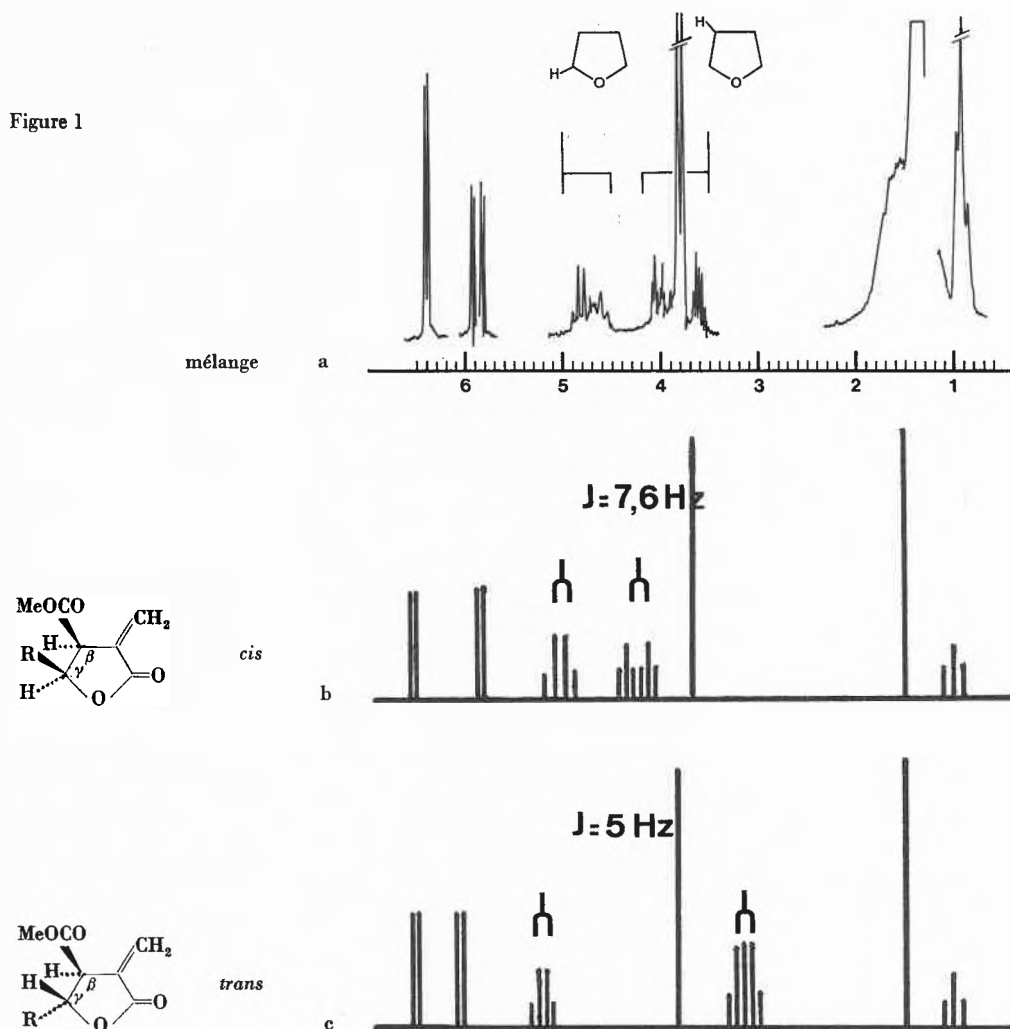 Figure 1
H
O
H
O
mélange
a
6 5 4 3 2 1
J = 7,6 Hz
MeOCO
CH2
H
β
R
γ
H
O
O
cis
b
J = 5 Hz
MeOCO
CH2
H
H
β
γ
R
O
O
trans
c